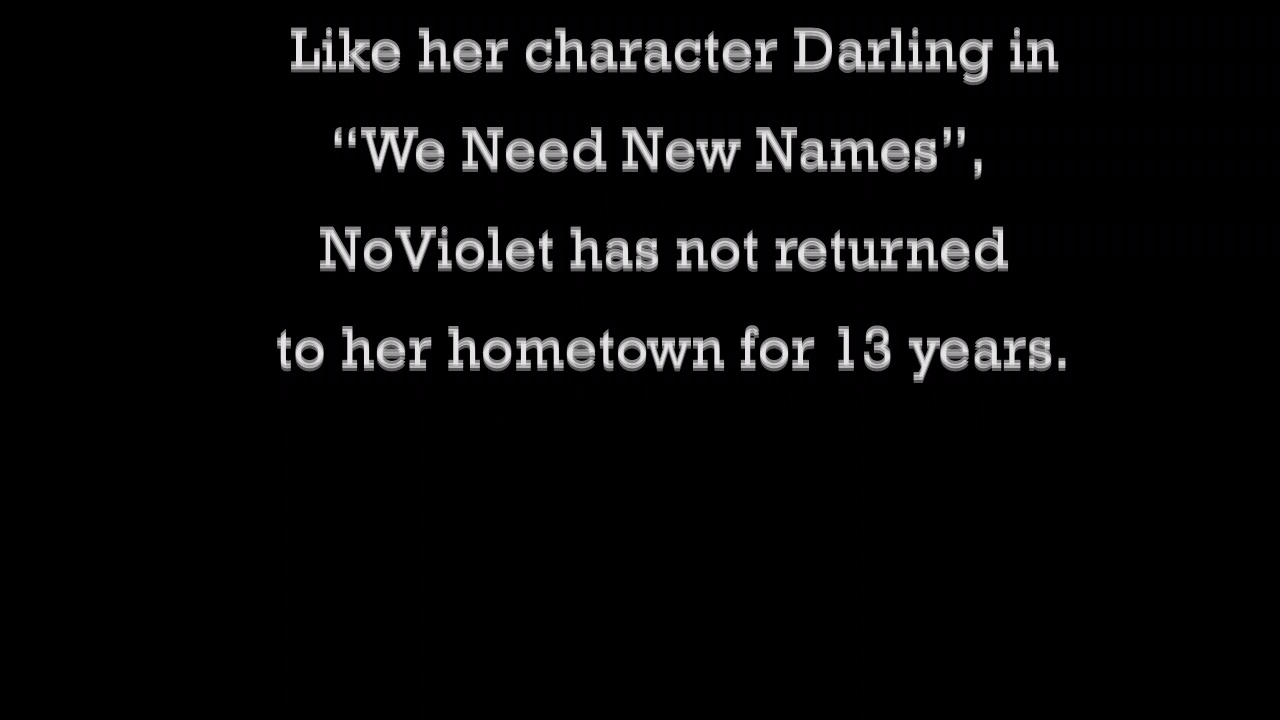 Like her character Darling in
“We Need New Names”,
NoViolet has not returned
to her hometown for 13 years.